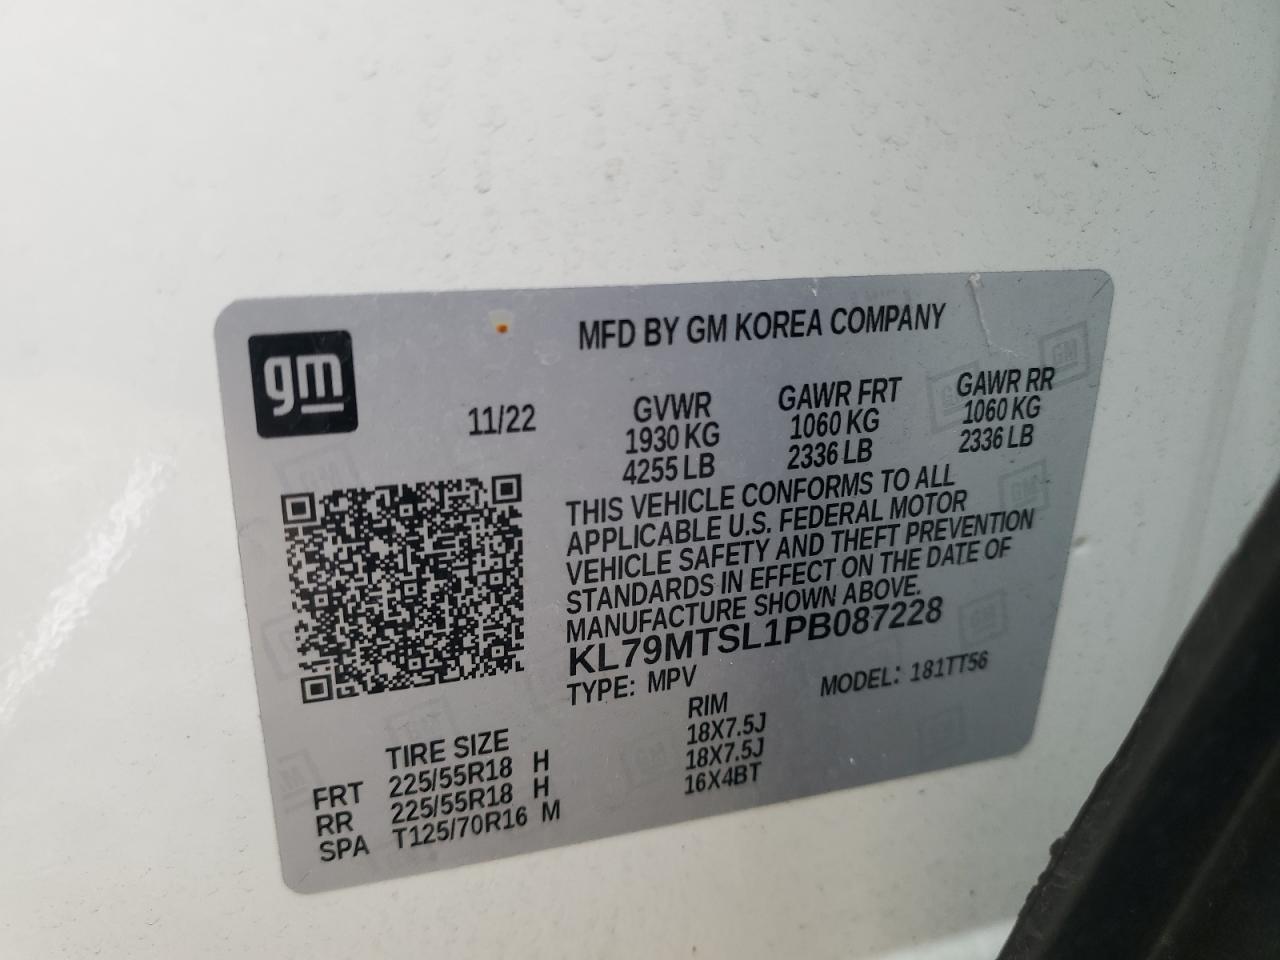 gm
MFD BY GM KOREA COMPANY
11/22
GVWR GAWR FRT GAWR RR
1930 KG 1060 KG 1060 KG
4255 LB 2336 LB 2336 LB
THIS VEHICLE CONFORMS TO ALL
APPLICABLE U.S. FEDERAL MOTOR
VEHICLE SAFETY AND THEFT PREVENTION
STANDARDS IN EFFECT ON THE DATE OF
MANUFACTURE SHOWN ABOVE.
KL79MTSL1PB087228
TYPE: MPV MODEL: 181TT56
TIRE SIZE RIM
FRT 225/55R18 H 18X7.5J
RR 225/55R18 H 18X7.5J
SPA T125/70R16 M 16X4BT